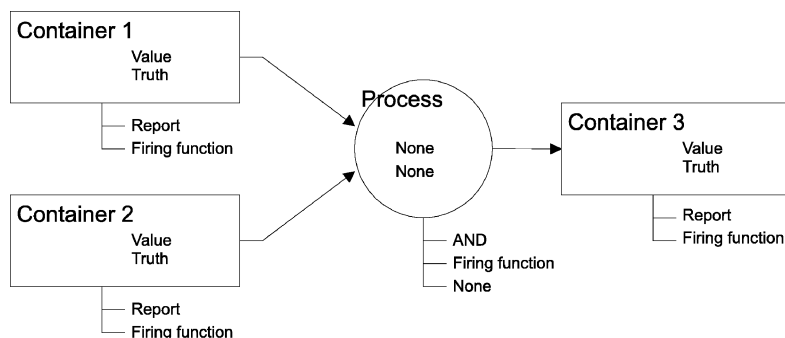 Container 1
Value
Truth
Report
Firing function
Container 2
Value
Truth
Report
Firing function
Process
None
None
AND
Firing function
None
Container 3
Value
Truth
Report
Firing function